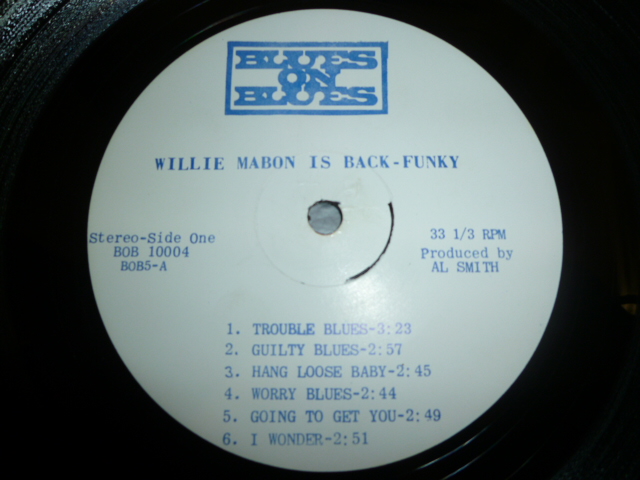 BLUES
ON
BLUES
WILLIE MABON IS BACK-FUNKY
Stereo-Side One
BOB 10004
BOB5-A
33 1/3 RPM
Produced by
AL SMITH
1. TROUBLE BLUES-3:23
2. GUILTY BLUES-2:57
3. HANG LOOSE BABY-2:45
4. WORRY BLUES-2:44
5. GOING TO GET YOU-2:49
6. I WONDER-2:51